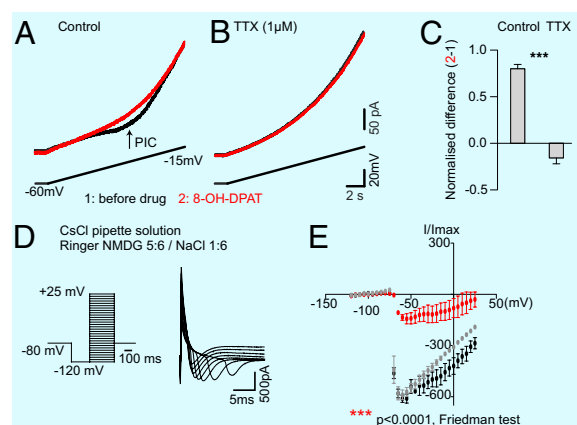 A Control
B TTX (1μM)
C Control TTX
Normalised difference (2-1)
1.0
***
0.5
0.0
-0.5
PIC
50 pA
-15mV
-60mV
20mV
2 s
1: before drug 2: 8-OH-DPAT
D CsCl pipette solution
Ringer NMDG 5:6 / NaCl 1:6
+25 mV
-80 mV
-120 mV
100 ms
5ms
500pA
E I/Imax
300
-150
-100
50(mV)
-300
-600
*** p<0.0001, Friedman test